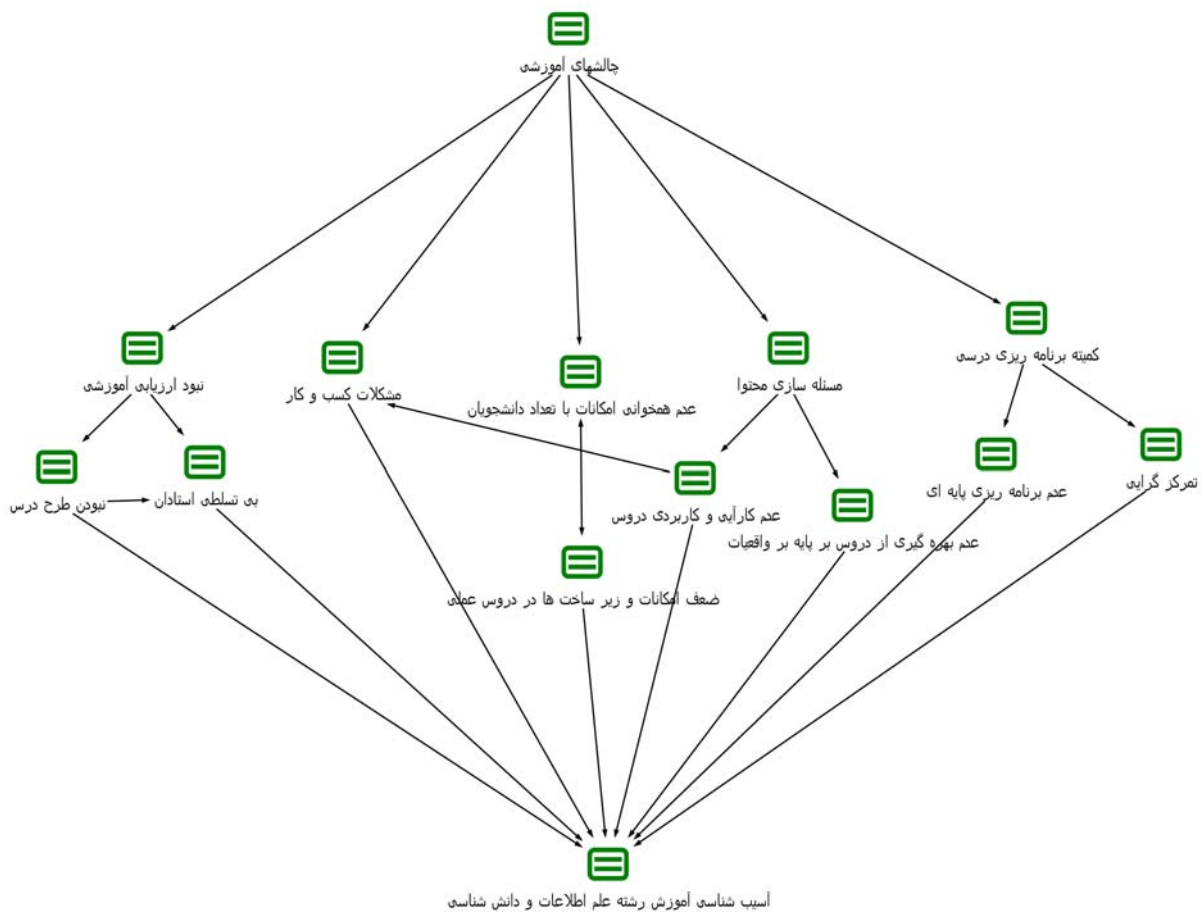 چالشهای آموزشی
کمیته برنامه ریزی درسی
مسئله سازی محتوا
عدم همخوانی امکانات با تعداد دانشجویان
مشکلات کسب و کار
نبود ارزیابی آموزشی
تمرکز گرایی
عدم برنامه ریزی پایه ای
عدم بهره گیری از دروس بر پایه بر واقعیات
عدم کارآیی و کاربردی دروس
ضعف امکانات و زیر ساخت ها در دروس عملی
بی تسلطی استادان
نبودن طرح درس
آسیب شناسی آموزش رشته علم اطلاعات و دانش شناسی